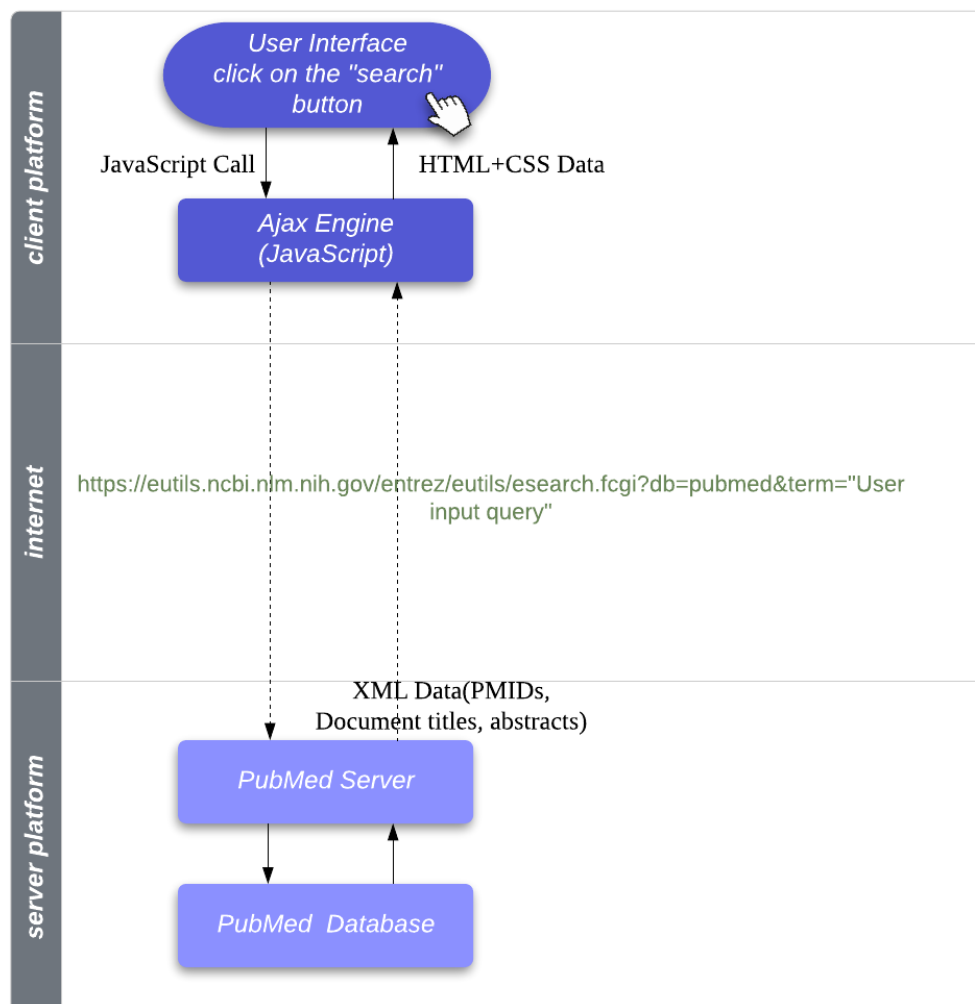 client platform
User Interface
click on the "search"
button
JavaScript Call
HTML+CSS Data
Ajax Engine
(JavaScript)
internet
https://eutils.ncbi.nlm.nih.gov/entrez/eutils/esearch.fcgi?db=pubmed&term="User
input query"
server platform
XML Data(PMIDs,
Document titles, abstracts)
PubMed Server
PubMed Database